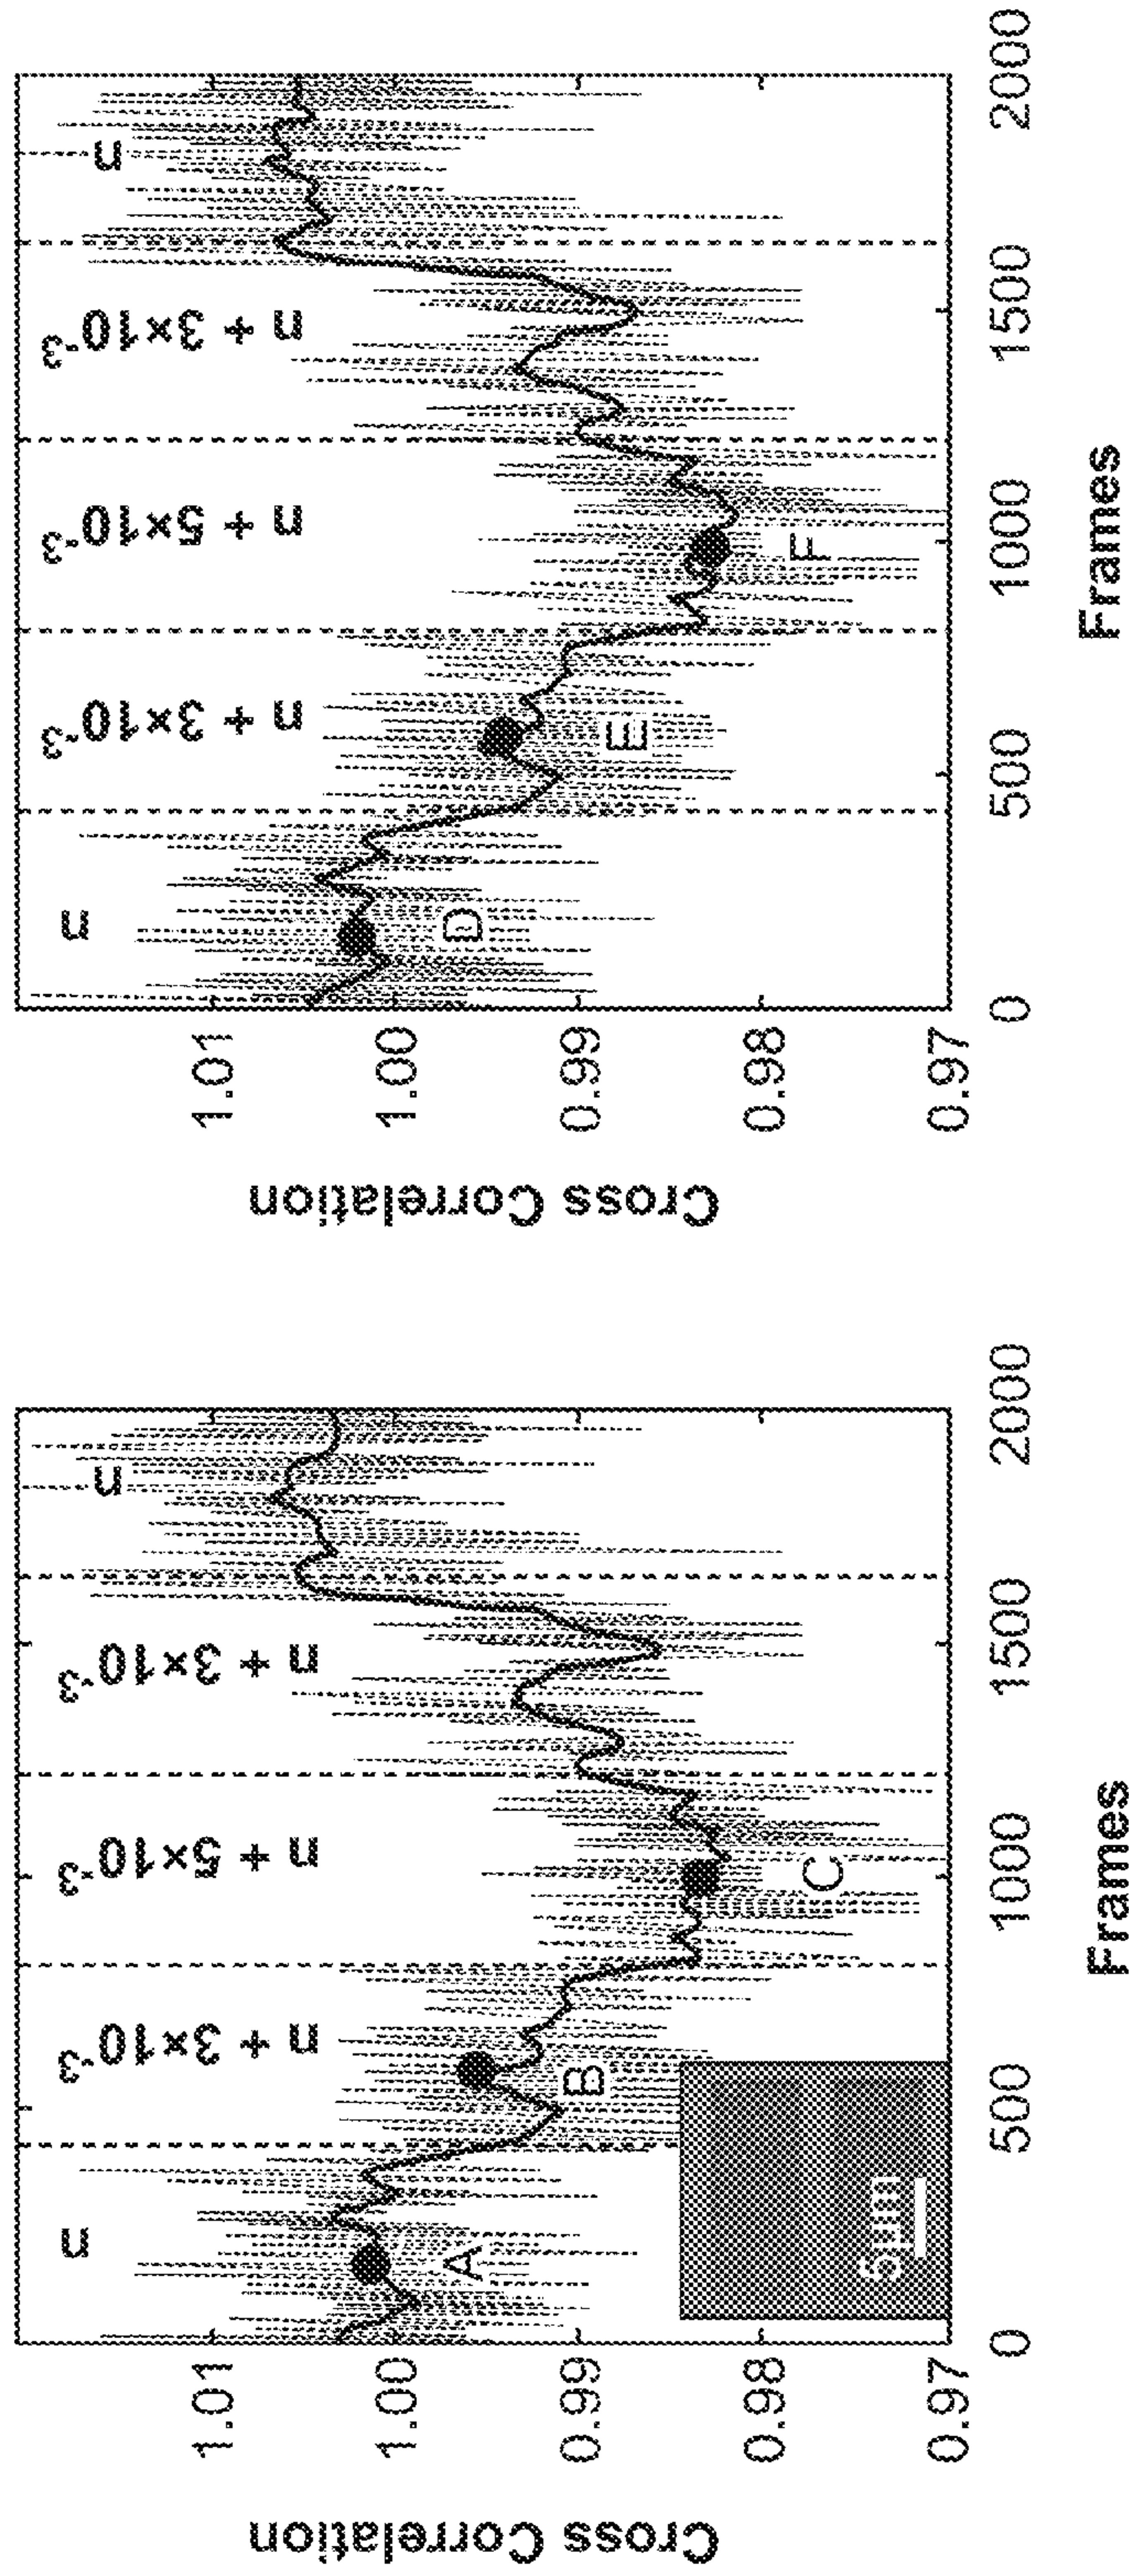 Cross Correlation
1.01
1.00
0.99
0.98
0.97
n
n + 3×10⁻³
n + 5×10⁻³
n + 3×10⁻³
n
A
B
C
5μm
0
500
1000
1500
2000
Frames
Cross Correlation
1.01
1.00
0.99
0.98
0.97
n
n + 3×10⁻³
n + 5×10⁻³
n + 3×10⁻³
n
D
E
F
0
500
1000
1500
2000
Frames